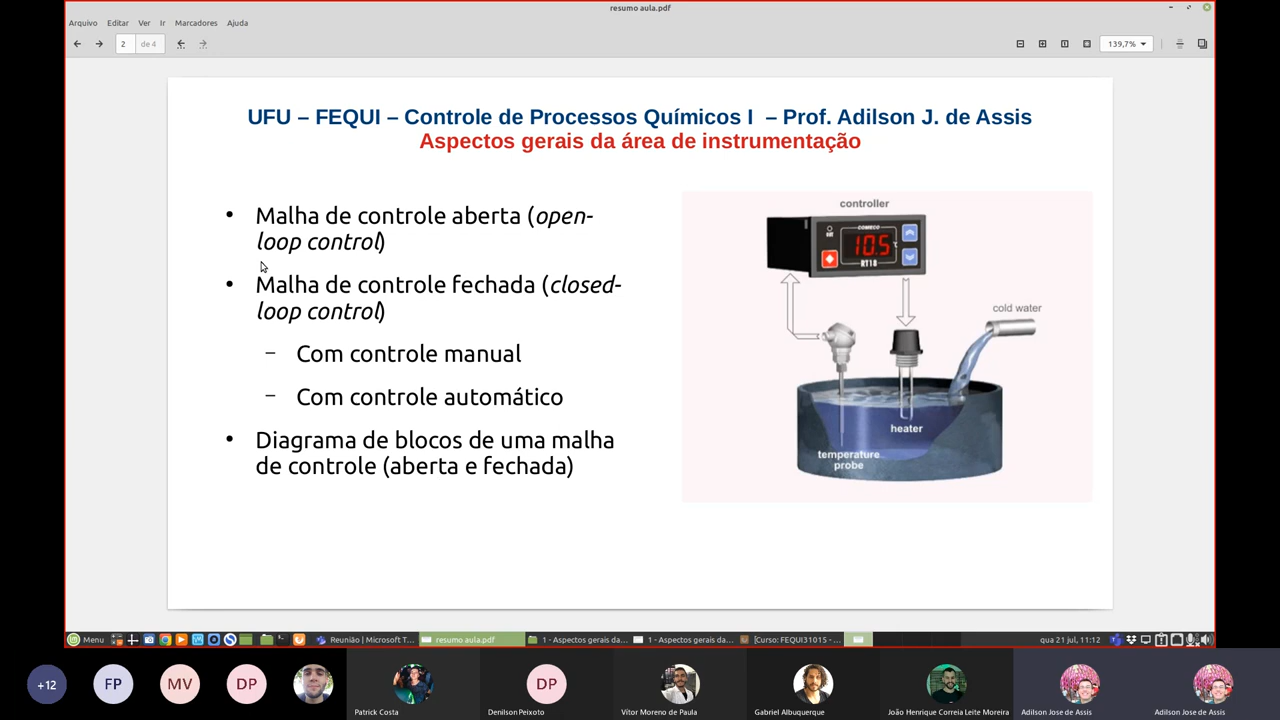 resumo aula.pdf
Arquivo Editar Ver Ir Marcadores Ajuda
2 de 4 139,7%
UFU – FEQUI – Controle de Processos Químicos I – Prof. Adilson J. de Assis
Aspectos gerais da área de instrumentação
• Malha de controle aberta (open-
loop control)
• Malha de controle fechada (closed-
loop control)
– Com controle manual
– Com controle automático
• Diagrama de blocos de uma malha
de controle (aberta e fechada)
controller
COMECO
10.5
RT18
cold water
heater
temperature
probe
Menu Reunião | Microsoft T... resumo aula.pdf 1 - Aspectos gerais da... 1 - Aspectos gerais da... [Curso: FEQUI31015 - ... qua 21 jul, 11:12
+12 FP MV DP DP
Patrick Costa Denilson Peixoto Vítor Moreno de Paula Gabriel Albuquerque João Henrique Correia Leite Moreira Adilson Jose de Assis Adilson Jose de Assis